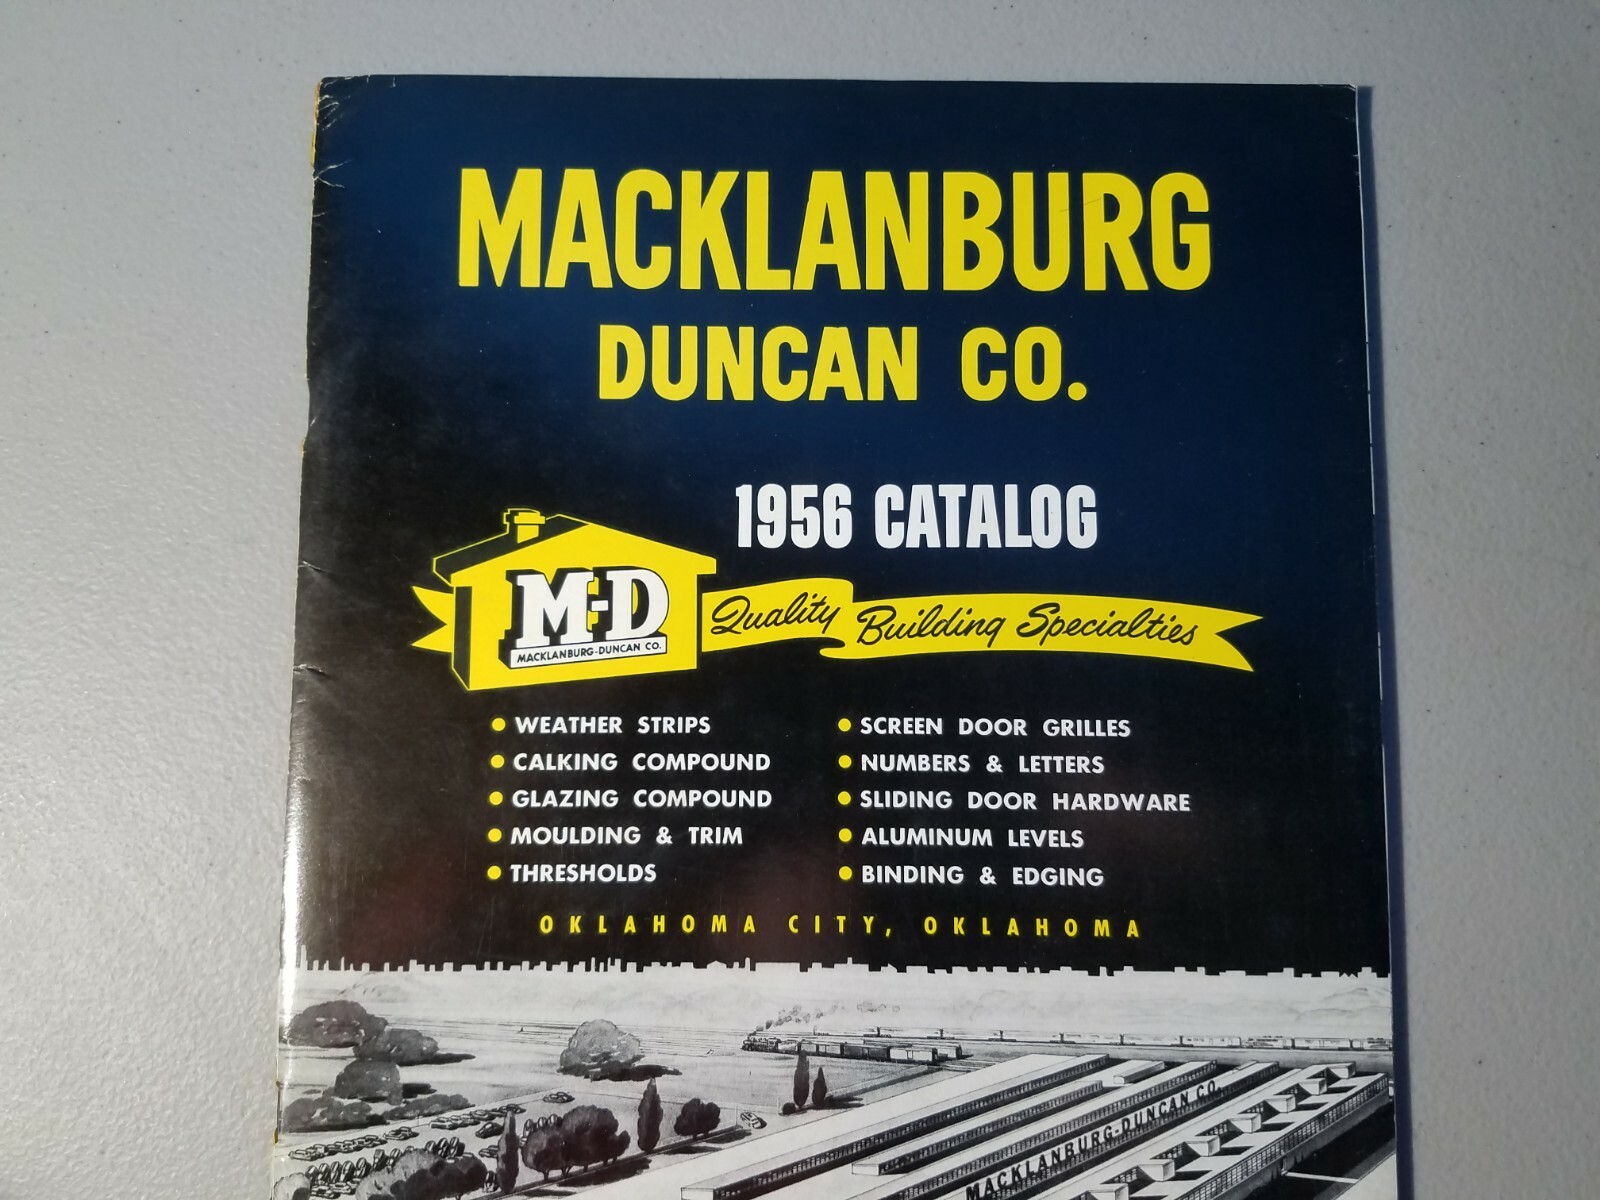 MACKLANBURG
DUNCAN CO.
1956 CATALOG
M-D
MACKLANBURG-DUNCAN CO.
Quality Building Specialties
WEATHER STRIPS
CALKING COMPOUND
GLAZING COMPOUND
MOULDING & TRIM
THRESHOLDS
SCREEN DOOR GRILLES
NUMBERS & LETTERS
SLIDING DOOR HARDWARE
ALUMINUM LEVELS
BINDING & EDGING
OKLAHOMA CITY, OKLAHOMA
MACKLANBURG-DUNCAN CO.